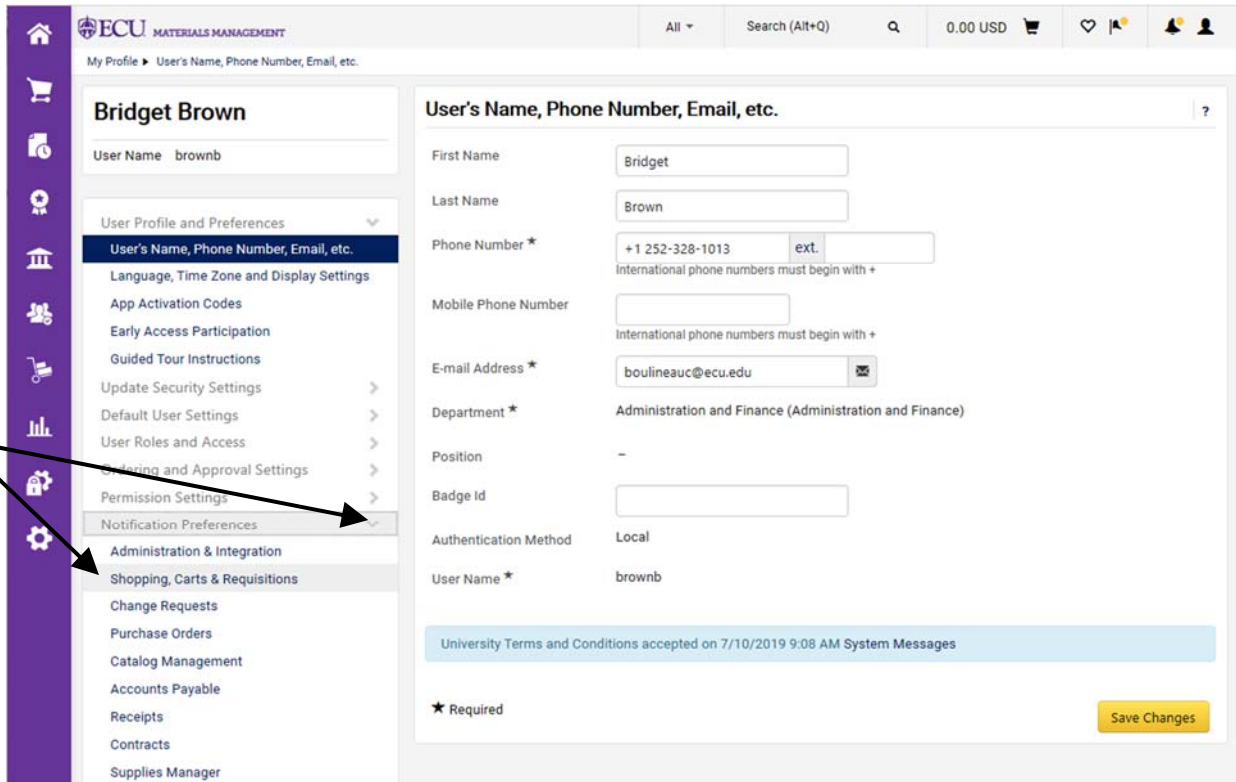 ECU MATERIALS MANAGEMENT
All Search (Alt+Q) 0.00 USD
My Profile ▶ User's Name, Phone Number, Email, etc.
Bridget Brown
User Name brownb
User Profile and Preferences
User's Name, Phone Number, Email, etc.
Language, Time Zone and Display Settings
App Activation Codes
Early Access Participation
Guided Tour Instructions
Update Security Settings
Default User Settings
User Roles and Access
Ordering and Approval Settings
Permission Settings
Notification Preferences
Administration & Integration
Shopping, Carts & Requisitions
Change Requests
Purchase Orders
Catalog Management
Accounts Payable
Receipts
Contracts
Supplies Manager
User's Name, Phone Number, Email, etc. ?
First Name Bridget
Last Name Brown
Phone Number ★ +1 252-328-1013 ext.
International phone numbers must begin with +
Mobile Phone Number
International phone numbers must begin with +
E-mail Address ★ boulineauc@ecu.edu
Department ★ Administration and Finance (Administration and Finance)
Position –
Badge Id
Authentication Method Local
User Name ★ brownb
University Terms and Conditions accepted on 7/10/2019 9:08 AM System Messages
★ Required
Save Changes